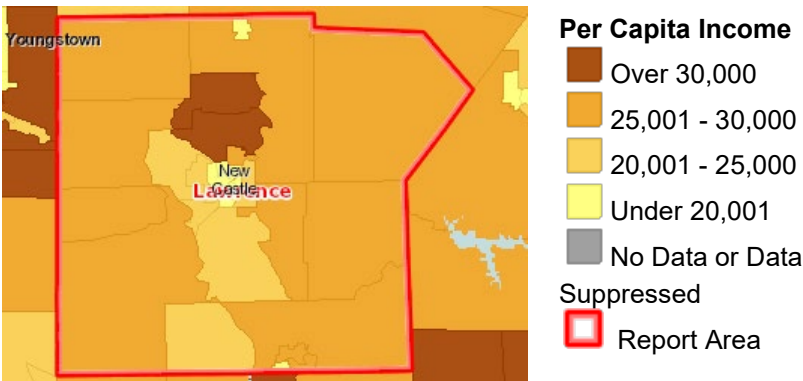 Youngstown
New
Castle
Lawrence
Per Capita Income
Over 30,000
25,001 - 30,000
20,001 - 25,000
Under 20,001
No Data or Data
Suppressed
Report Area